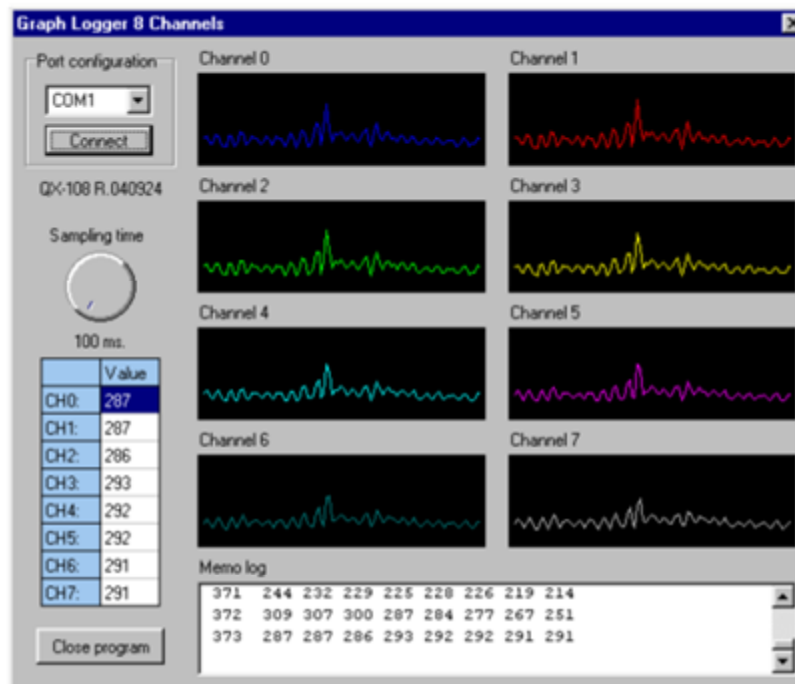 Graph Logger 8 Channels
Port configuration
COM1
Connect
QX-108 R.040924
Sampling time
100 ms.
Value
CH0: 287
CH1: 287
CH2: 286
CH3: 293
CH4: 292
CH5: 292
CH6: 291
CH7: 291
Close program
Channel 0
Channel 1
Channel 2
Channel 3
Channel 4
Channel 5
Channel 6
Channel 7
Memo log
371 244 232 229 225 228 226 219 214
372 309 307 300 287 284 277 267 251
373 287 287 286 293 292 292 291 291